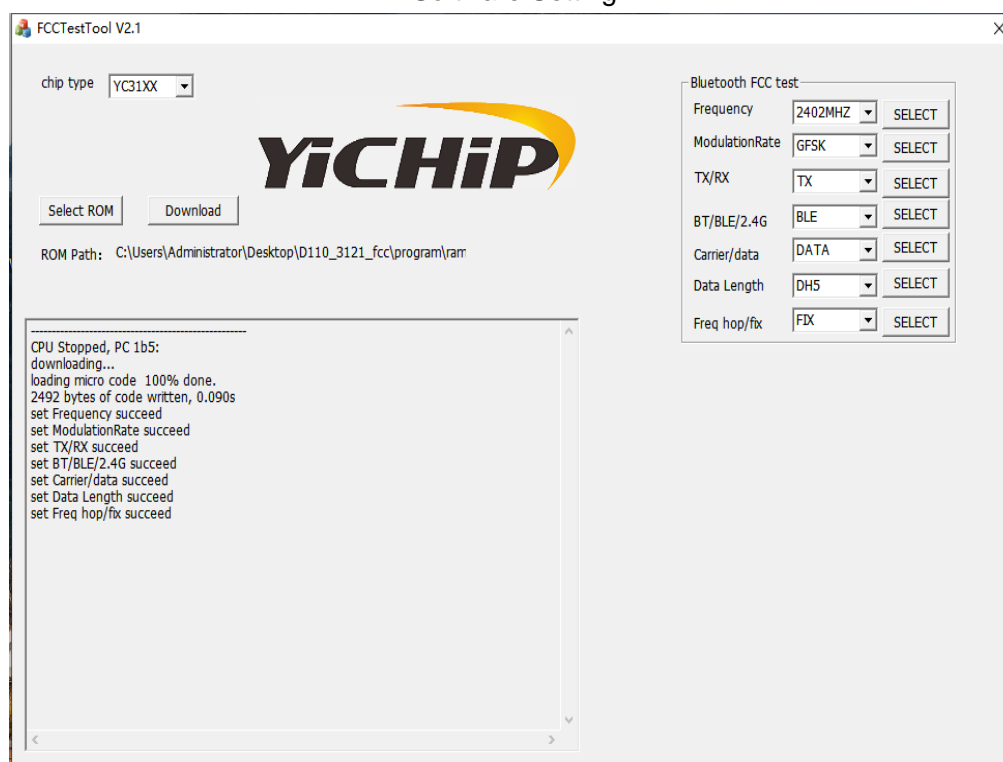 FCCTestTool V2.1
chip type YC31XX
YiCHiP
Select ROM Download
ROM Path: C:\Users\Administrator\Desktop\D110_3121_fcc\program\ram
--------------------------------------------------
CPU Stopped, PC 1b5:
downloading...
loading micro code 100% done.
2492 bytes of code written, 0.090s
set Frequency succeed
set ModulationRate succeed
set TX/RX succeed
set BT/BLE/2.4G succeed
set Carrier/data succeed
set Data Length succeed
set Freq hop/fix succeed
Bluetooth FCC test
Frequency 2402MHZ SELECT
ModulationRate GFSK SELECT
TX/RX TX SELECT
BT/BLE/2.4G BLE SELECT
Carrier/data DATA SELECT
Data Length DH5 SELECT
Freq hop/fix FIX SELECT